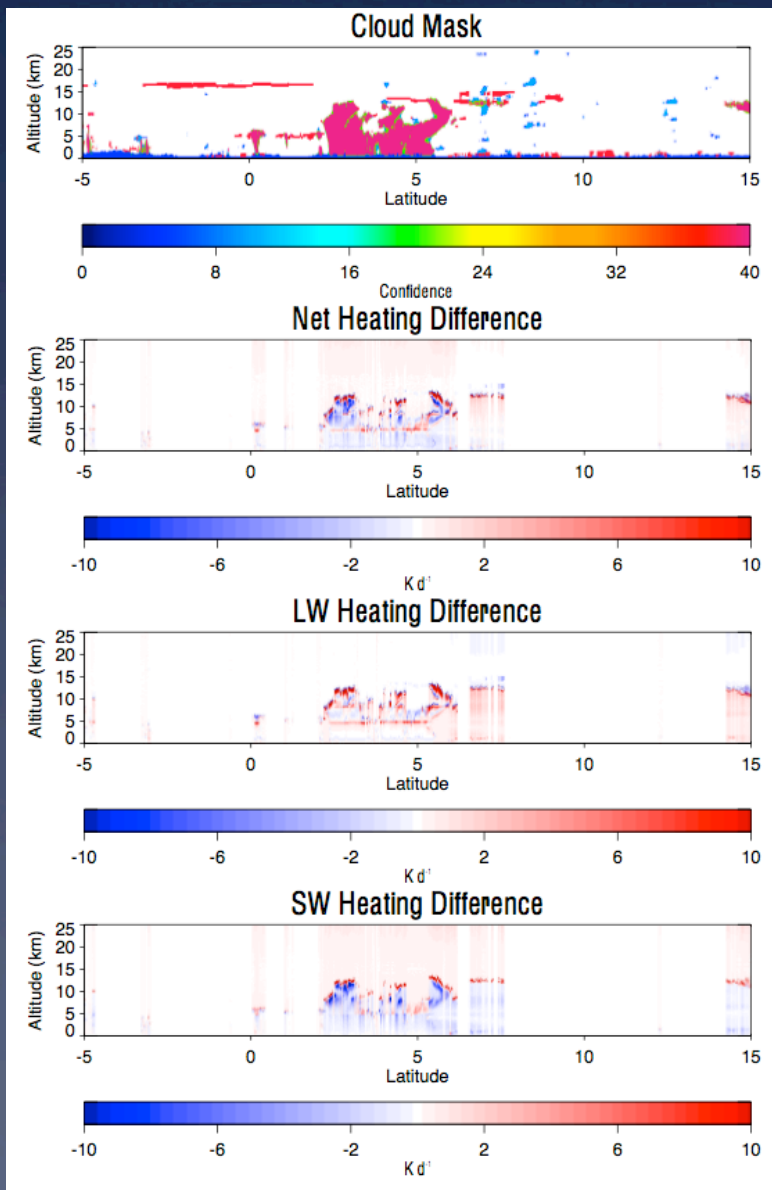 Cloud Mask
25
20
15
10
5
0
Altitude (km)
-5 0 5 10 15
Latitude
0 8 16 24 32 40
Confidence
Net Heating Difference
25
20
15
10
5
0
Altitude (km)
-5 0 5 10 15
Latitude
-10 -6 -2 2 6 10
K d⁻¹
LW Heating Difference
25
20
15
10
5
0
Altitude (km)
-5 0 5 10 15
Latitude
-10 -6 -2 2 6 10
K d⁻¹
SW Heating Difference
25
20
15
10
5
0
Altitude (km)
-5 0 5 10 15
Latitude
-10 -6 -2 2 6 10
K d⁻¹